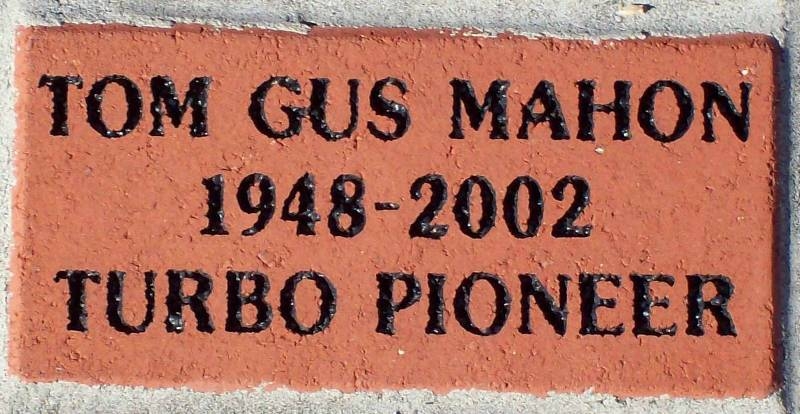 TOM GUS MAHON
1948-2002
TURBO PIONEER